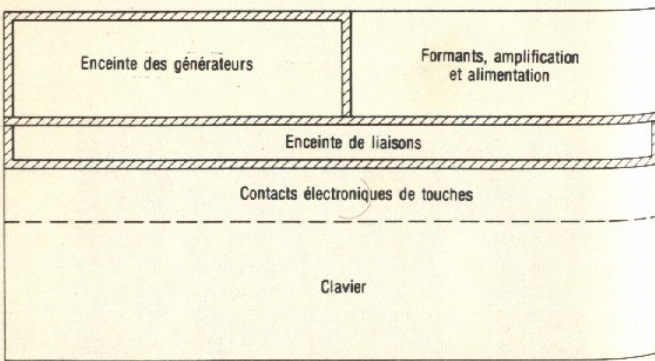 Enceinte des générateurs
Formants, amplification
et alimentation
Enceinte de liaisons
Contacts électroniques de touches
Clavier